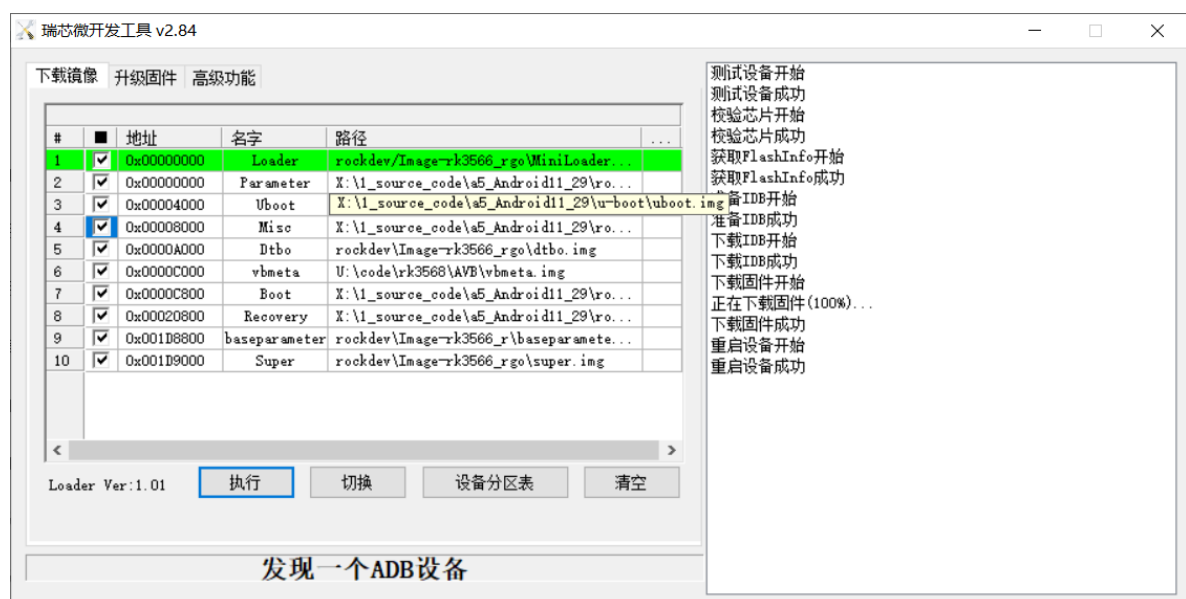 瑞芯微开发工具 v2.84
下载镜像 升级固件 高级功能
# 地址 名字 路径 ...
1 0x00000000 Loader rockdev/Image-rk3566_rgo\MiniLoader...
2 0x00000000 Parameter X:\1_source_code\a5_Android11_29\ro...
3 0x00004000 Uboot X:\1_source_code\a5_Android11_29\u-boot\uboot.img
4 0x00008000 Misc X:\1_source_code\a5_Android11_29\ro...
5 0x0000A000 Dtbo rockdev\Image-rk3566_rgo\dtbo.img
6 0x0000C000 vbmeta U:\code\rk3568\AVB\vbmeta.img
7 0x0000C800 Boot X:\1_source_code\a5_Android11_29\ro...
8 0x00020800 Recovery X:\1_source_code\a5_Android11_29\ro...
9 0x001D8800 baseparameter rockdev\Image-rk3566_r\baseparamete...
10 0x001D9000 Super rockdev\Image-rk3566_rgo\super.img
Loader Ver:1.01 执行 切换 设备分区表 清空
发现一个ADB设备
测试设备开始
测试设备成功
校验芯片开始
校验芯片成功
获取FlashInfo开始
获取FlashInfo成功
备IDB开始
准备IDB成功
下载IDB开始
下载IDB成功
下载固件开始
正在下载固件(100%)...
下载固件成功
重启设备开始
重启设备成功